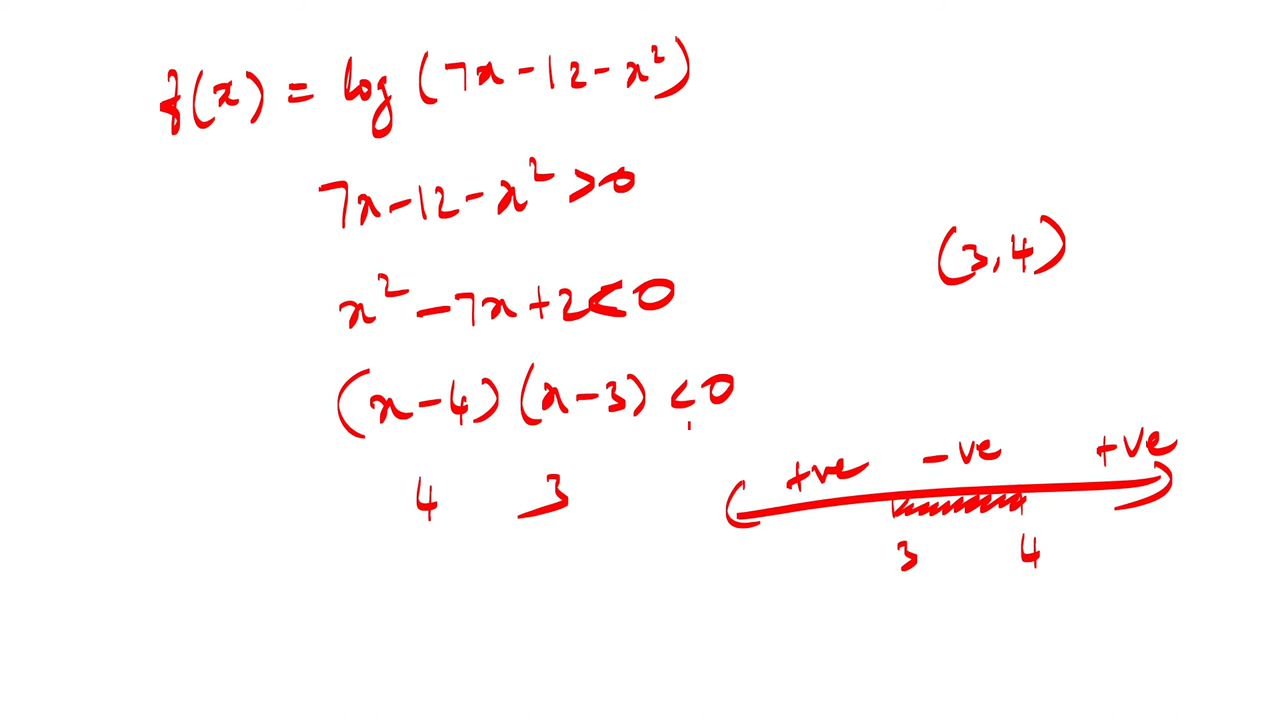 f(x) = log (7x-12-x²)
7x-12-x² >0
x² -7x+2<0
(x-4) (x-3) <0
4 3
(3,4)
+ve -ve +ve
3 4